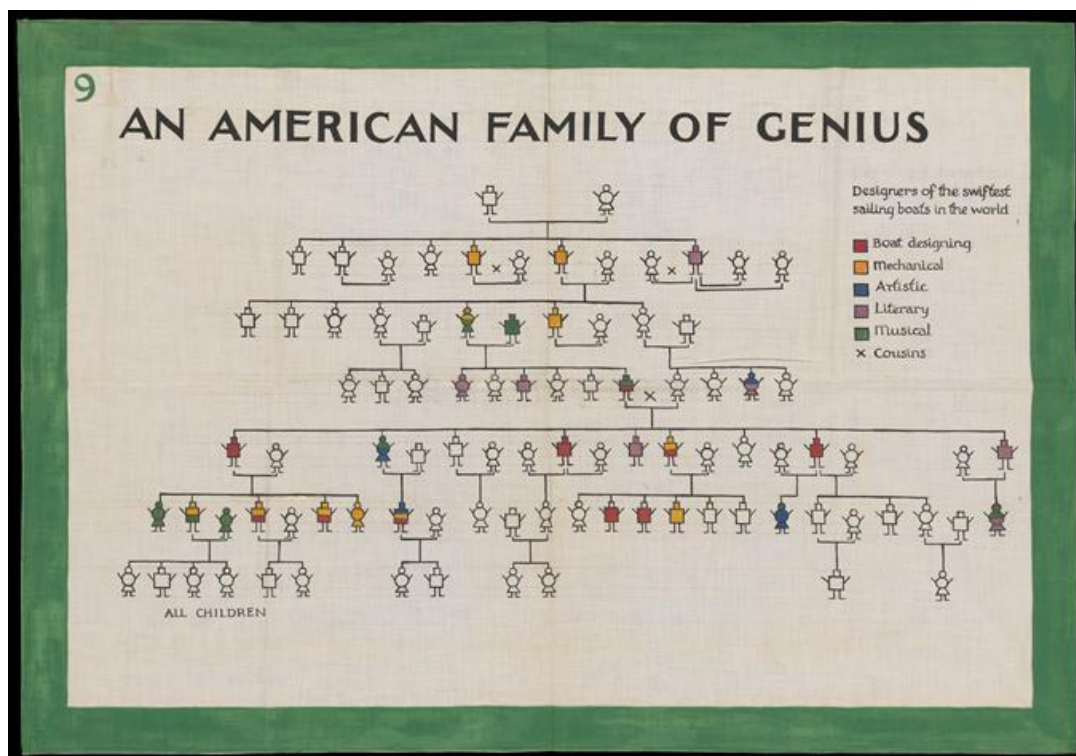 9
AN AMERICAN FAMILY OF GENIUS
Designers of the swiftest
sailing boats in the world
Boat designing
Mechanical
Artistic
Literary
Musical
× Cousins
×
×
×
ALL CHILDREN